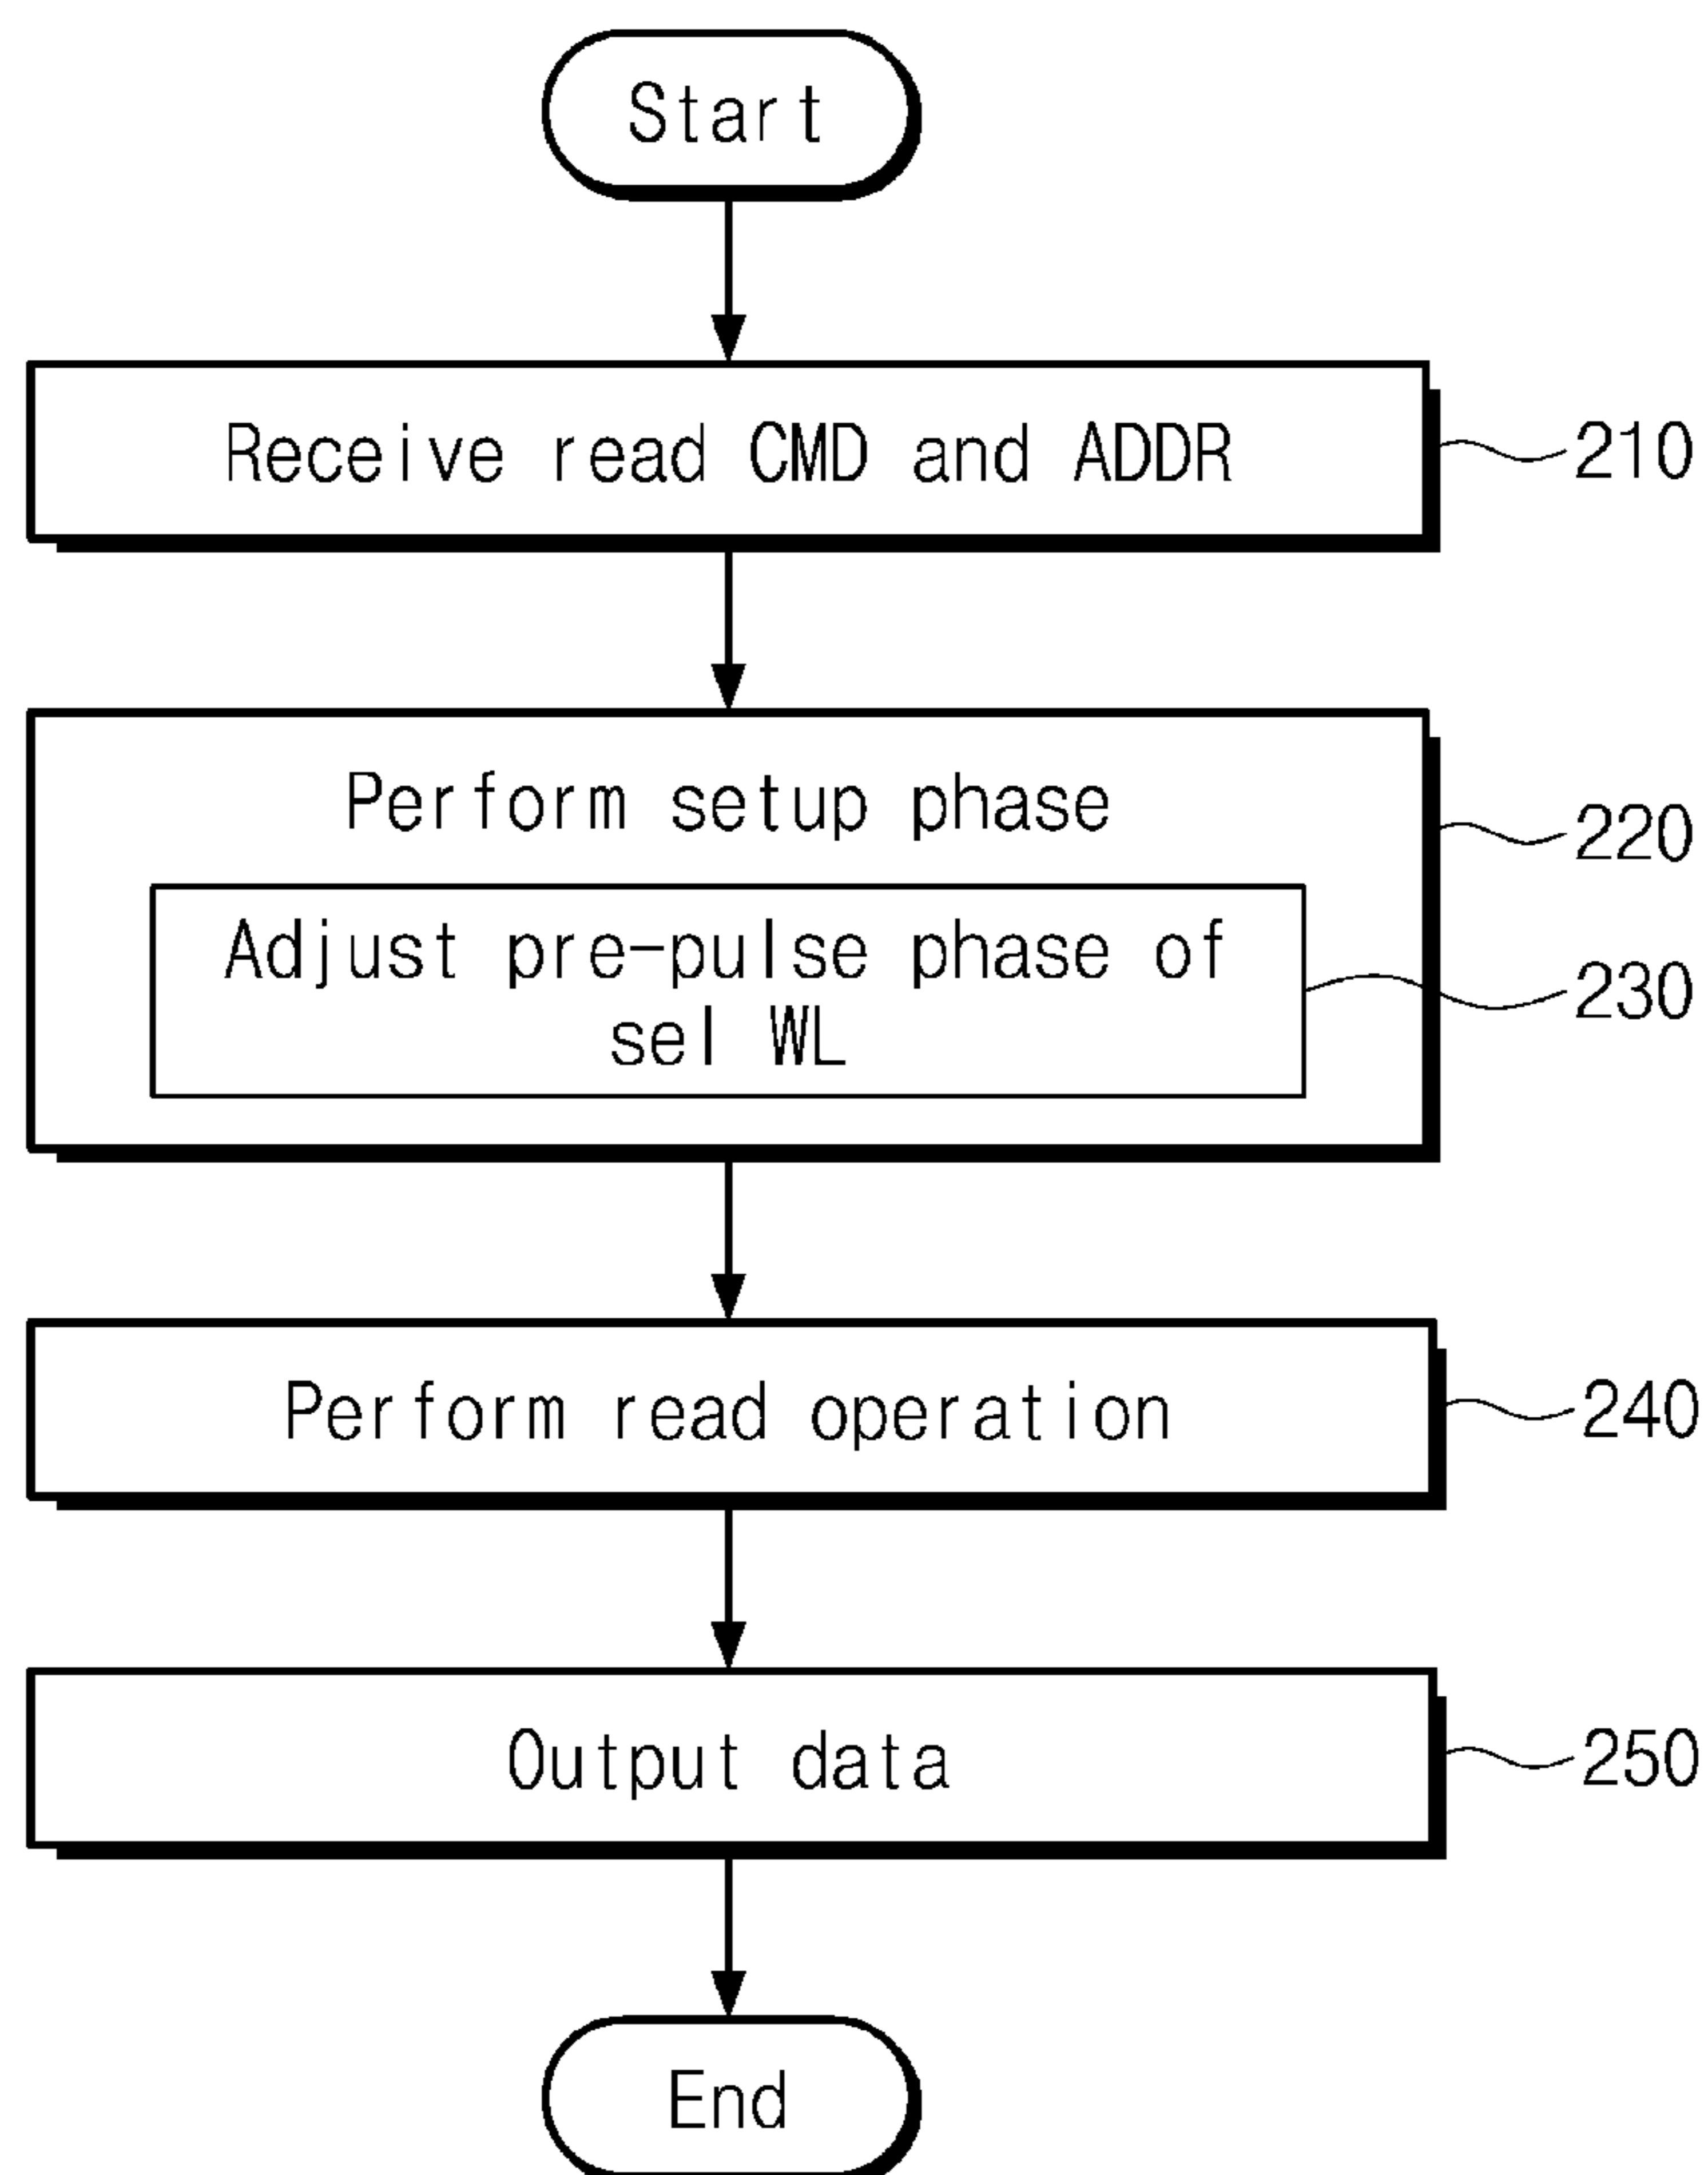 Start
Receive read CMD and ADDR
210
Perform setup phase
220
Adjust pre-pulse phase of
sel WL
230
Perform read operation
240
Output data
250
End